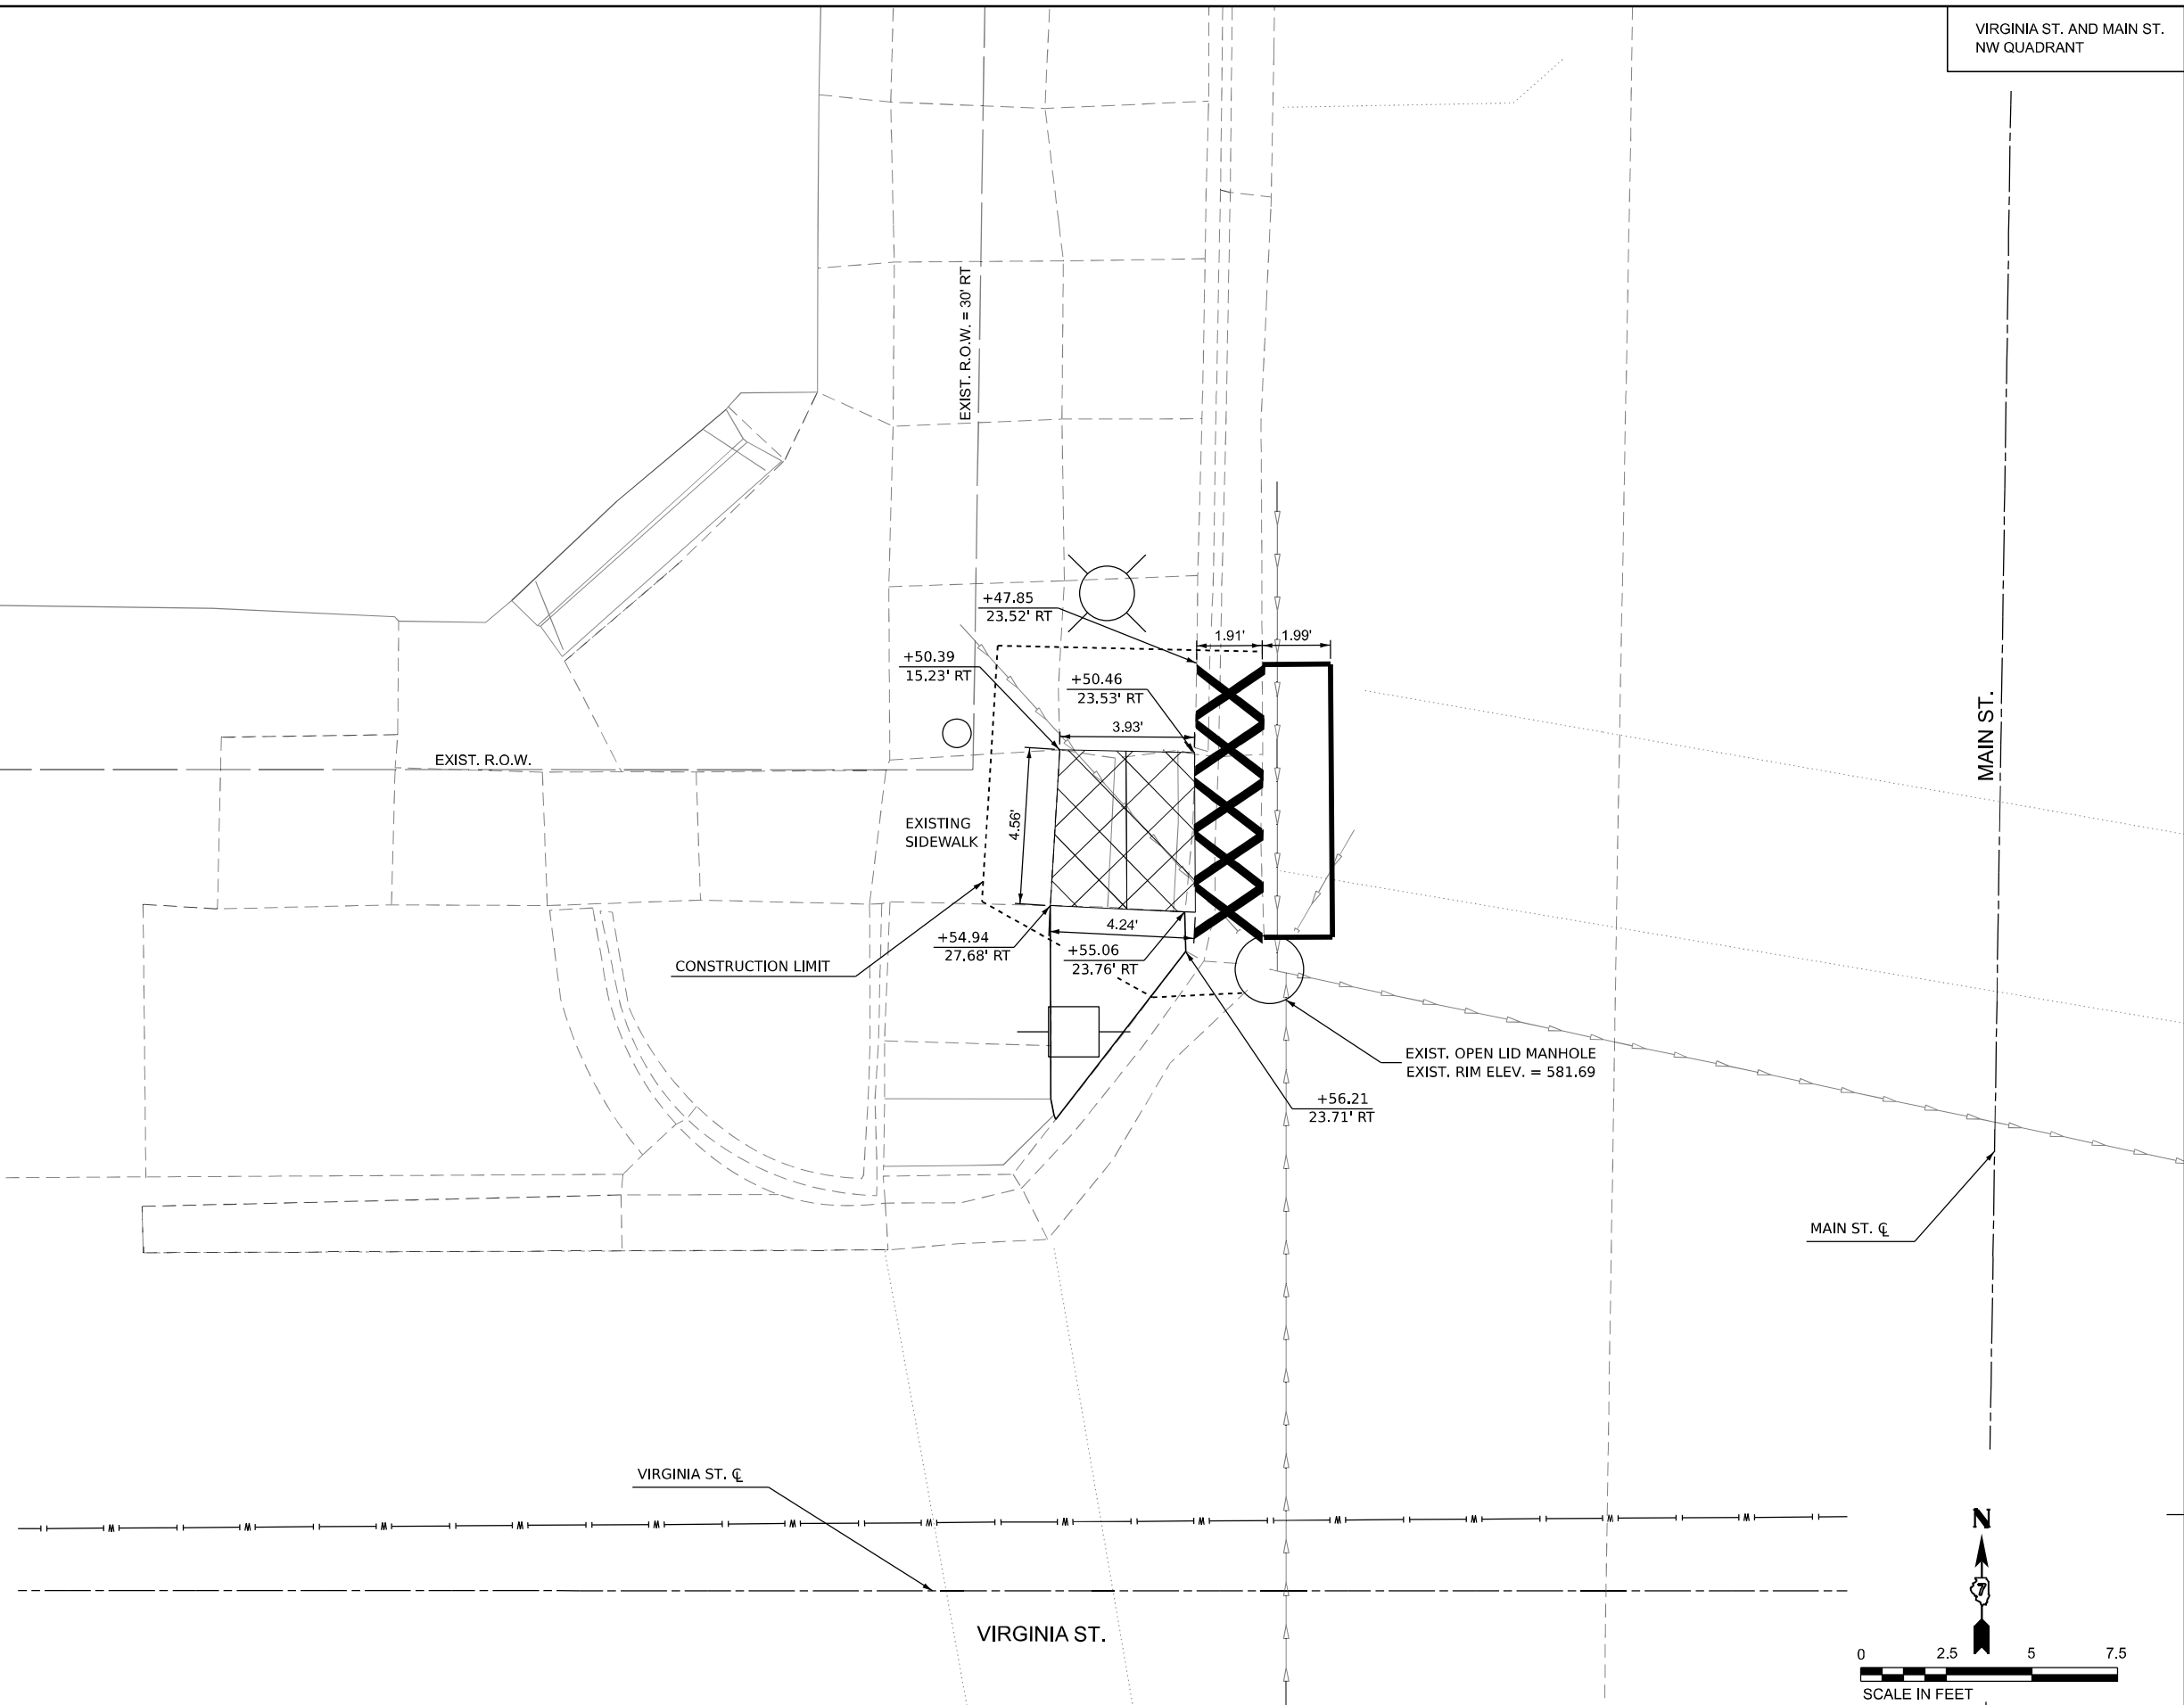 VIRGINIA ST. AND MAIN ST.
NW QUADRANT
EXIST. R.O.W. = 30' RT
+47.85
23.52' RT
1.91'
1.99'
+50.39
15.23' RT
+50.46
23.53' RT
3.93'
MAIN ST.
EXIST. R.O.W.
EXISTING
SIDEWALK
4.56'
4.24'
+54.94
27.68' RT
+55.06
23.76' RT
CONSTRUCTION LIMIT
EXIST. OPEN LID MANHOLE
EXIST. RIM ELEV. = 581.69
+56.21
23.71' RT
MAIN ST. ℄
VIRGINIA ST. ℄
VIRGINIA ST.
N
7
0 2.5 5 7.5
SCALE IN FEET